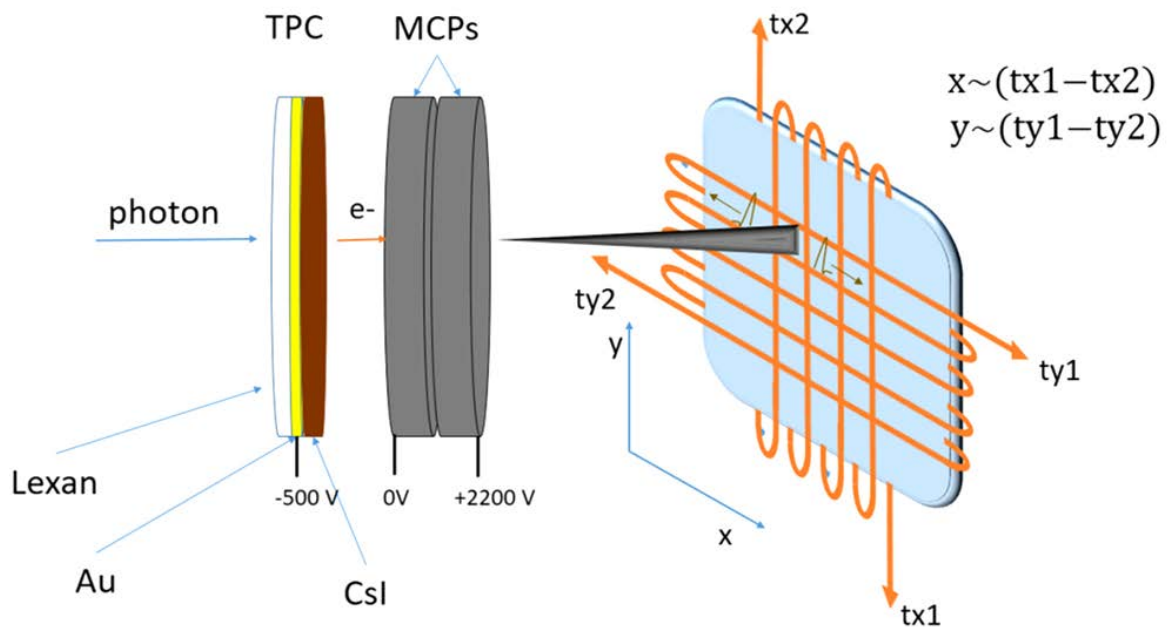 TPC
MCPs
tx2
x~(tx1−tx2)
y~(ty1−ty2)
photon
e-
ty2
y
ty1
Lexan
-500 V
0V
+2200 V
x
Au
CsI
tx1